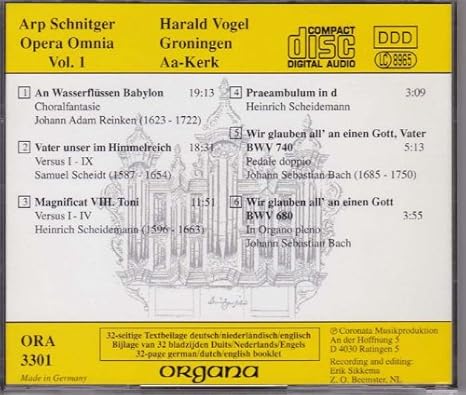 Arp Schnitger
Opera Omnia
Vol. 1
Harald Vogel
Groningen
Aa-Kerk
COMPACT
disc
DIGITAL AUDIO
DDD
LC 8965
1 An Wasserflüssen Babylon 19:13
Choralfantasie
Johann Adam Reinken (1623 - 1722)
2 Vater unser im Himmelreich 18:31
Versus I - IX
Samuel Scheidt (1587 - 1654)
3 Magnificat VIII. Toni 11:51
Versus I - IV
Heinrich Scheidemann (1596 - 1663)
4 Praeambulum in d 3:09
Heinrich Scheidemann
5 Wir glauben all' an einen Gott, Vater
BWV 740 5:13
Pedale doppio
Johann Sebastian Bach (1685 - 1750)
6 Wir glauben all' an einen Gott
BWV 680 3:55
In Organo pleno
Johann Sebastian Bach
ORA
3301
Made in Germany
32-seitige Textbeilage deutsch/niederländisch/englisch
Bijlage van 32 bladzijden Duits/Nederlands/Engels
32-page german/dutch/english booklet
organa
℗ Coronata Musikproduktion
An der Hoffnung 5
D 4030 Ratingen 5
Recording and editing:
Erik Sikkema
Z. O. Beemster, NL